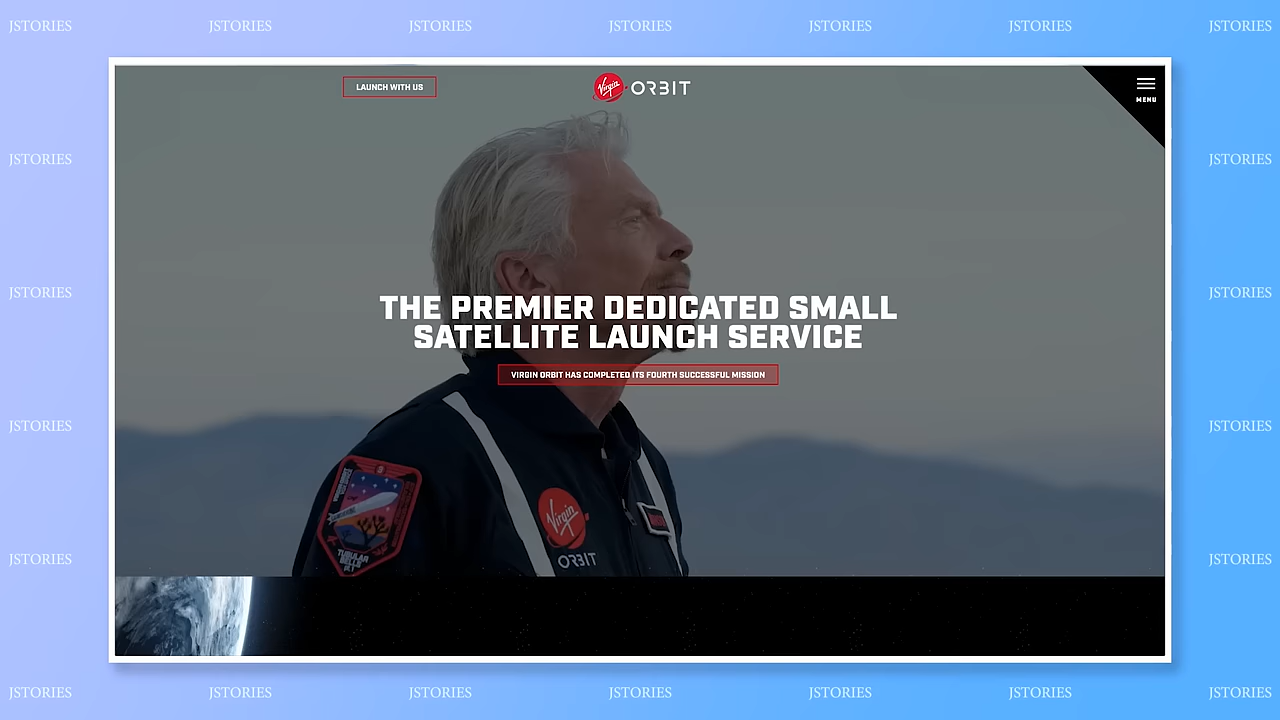 JSTORIES JSTORIES JSTORIES JSTORIES JSTORIES JSTORIES JSTORIES
LAUNCH WITH US
Virgin ORBIT
MENU
JSTORIES JSTORIES
JSTORIES JSTORIES
THE PREMIER DEDICATED SMALL
SATELLITE LAUNCH SERVICE
VIRGIN ORBIT HAS COMPLETED ITS FOURTH SUCCESSFUL MISSION
JSTORIES JSTORIES
Virgin
ORBIT
TUBULAR
BELLS
JSTORIES JSTORIES
JSTORIES JSTORIES JSTORIES JSTORIES JSTORIES JSTORIES JSTORIES